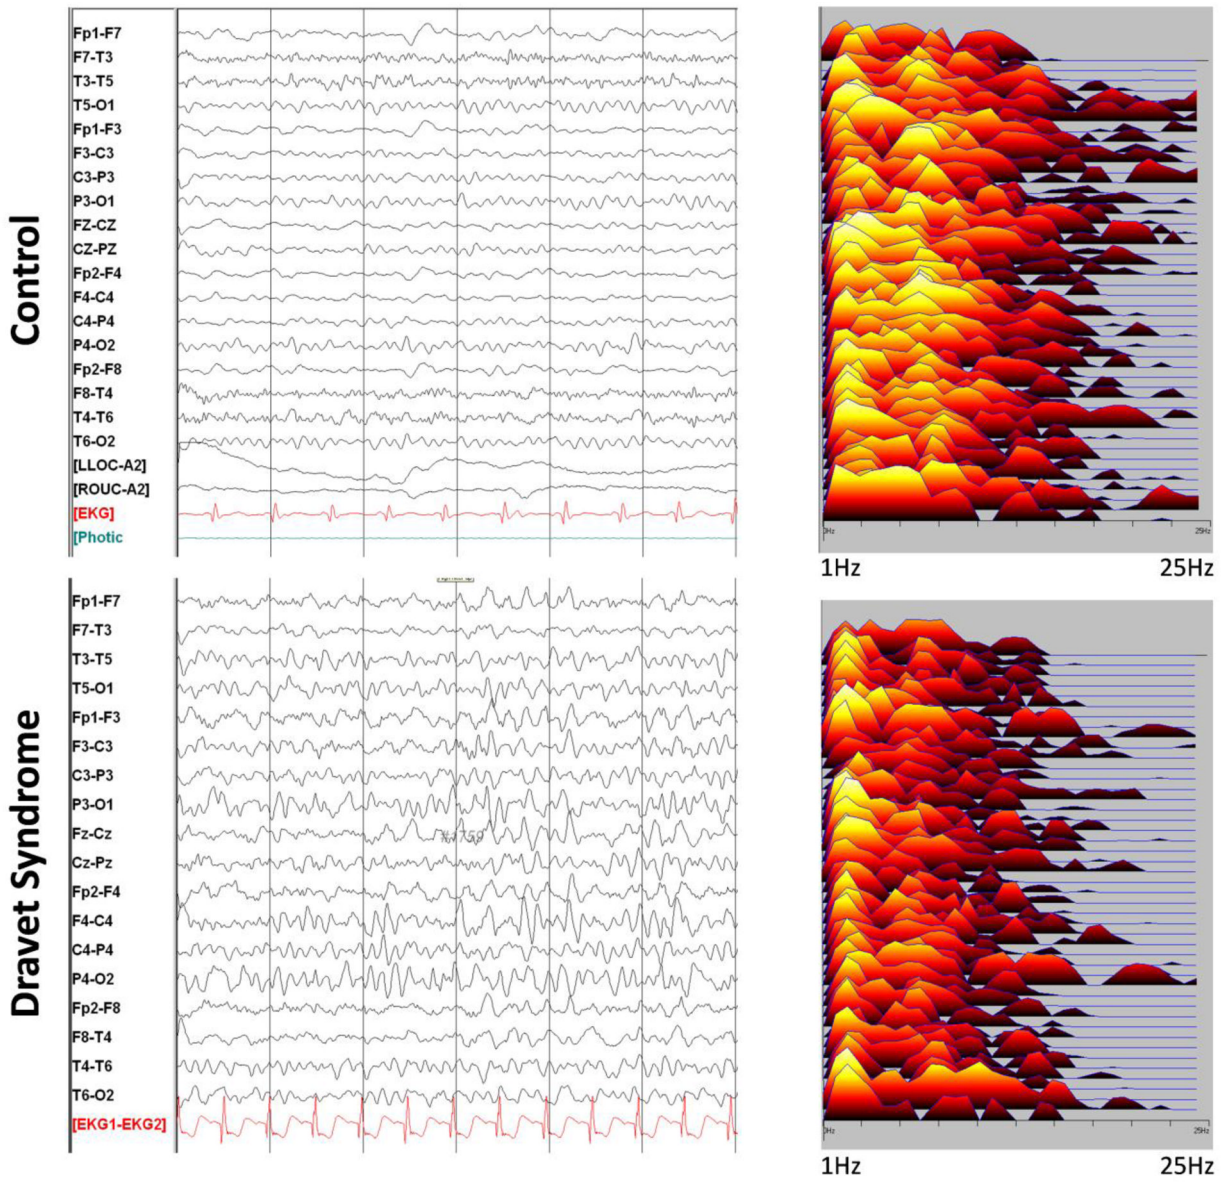 Control
Fp1-F7
F7-T3
T3-T5
T5-O1
Fp1-F3
F3-C3
C3-P3
P3-O1
FZ-CZ
CZ-PZ
Fp2-F4
F4-C4
C4-P4
P4-O2
Fp2-F8
F8-T4
T4-T6
T6-O2
[LLOC-A2]
[ROUC-A2]
[EKG]
[Photic
25Hz
1Hz 25Hz
Dravet Syndrome
Fp1-F7
F7-T3
T3-T5
T5-O1
Fp1-F3
F3-C3
C3-P3
P3-O1
Fz-Cz
Cz-Pz
Fp2-F4
F4-C4
C4-P4
P4-O2
Fp2-F8
F8-T4
T4-T6
T6-O2
[EKG1-EKG2]
25Hz
1Hz 25Hz